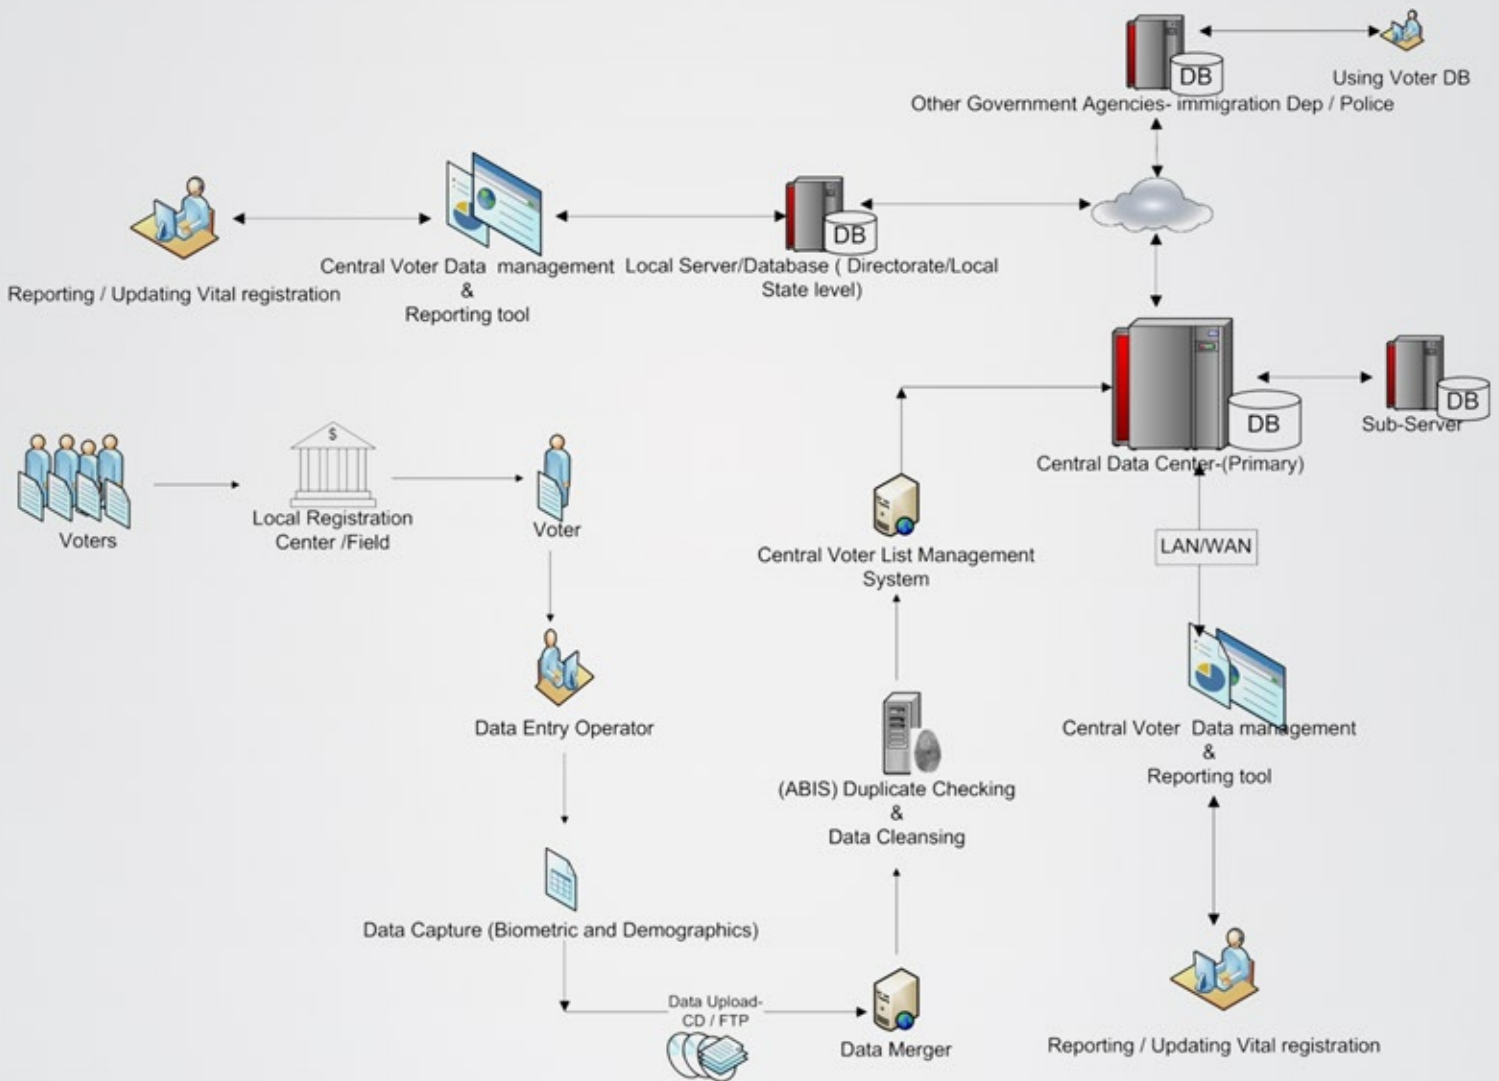 DB
Using Voter DB
Other Government Agencies- immigration Dep / Police
DB
Central Voter Data management
&
Reporting tool
Local Server/Database ( Directorate/Local
State level)
Reporting / Updating Vital registration
DB
Central Data Center-(Primary)
DB
Sub-Server
$
Voters
Local Registration
Center /Field
Voter
Central Voter List Management
System
LAN/WAN
Data Entry Operator
(ABIS) Duplicate Checking
&
Data Cleansing
Central Voter Data management
&
Reporting tool
Data Capture (Biometric and Demographics)
Data Upload-
CD / FTP
Data Merger
Reporting / Updating Vital registration